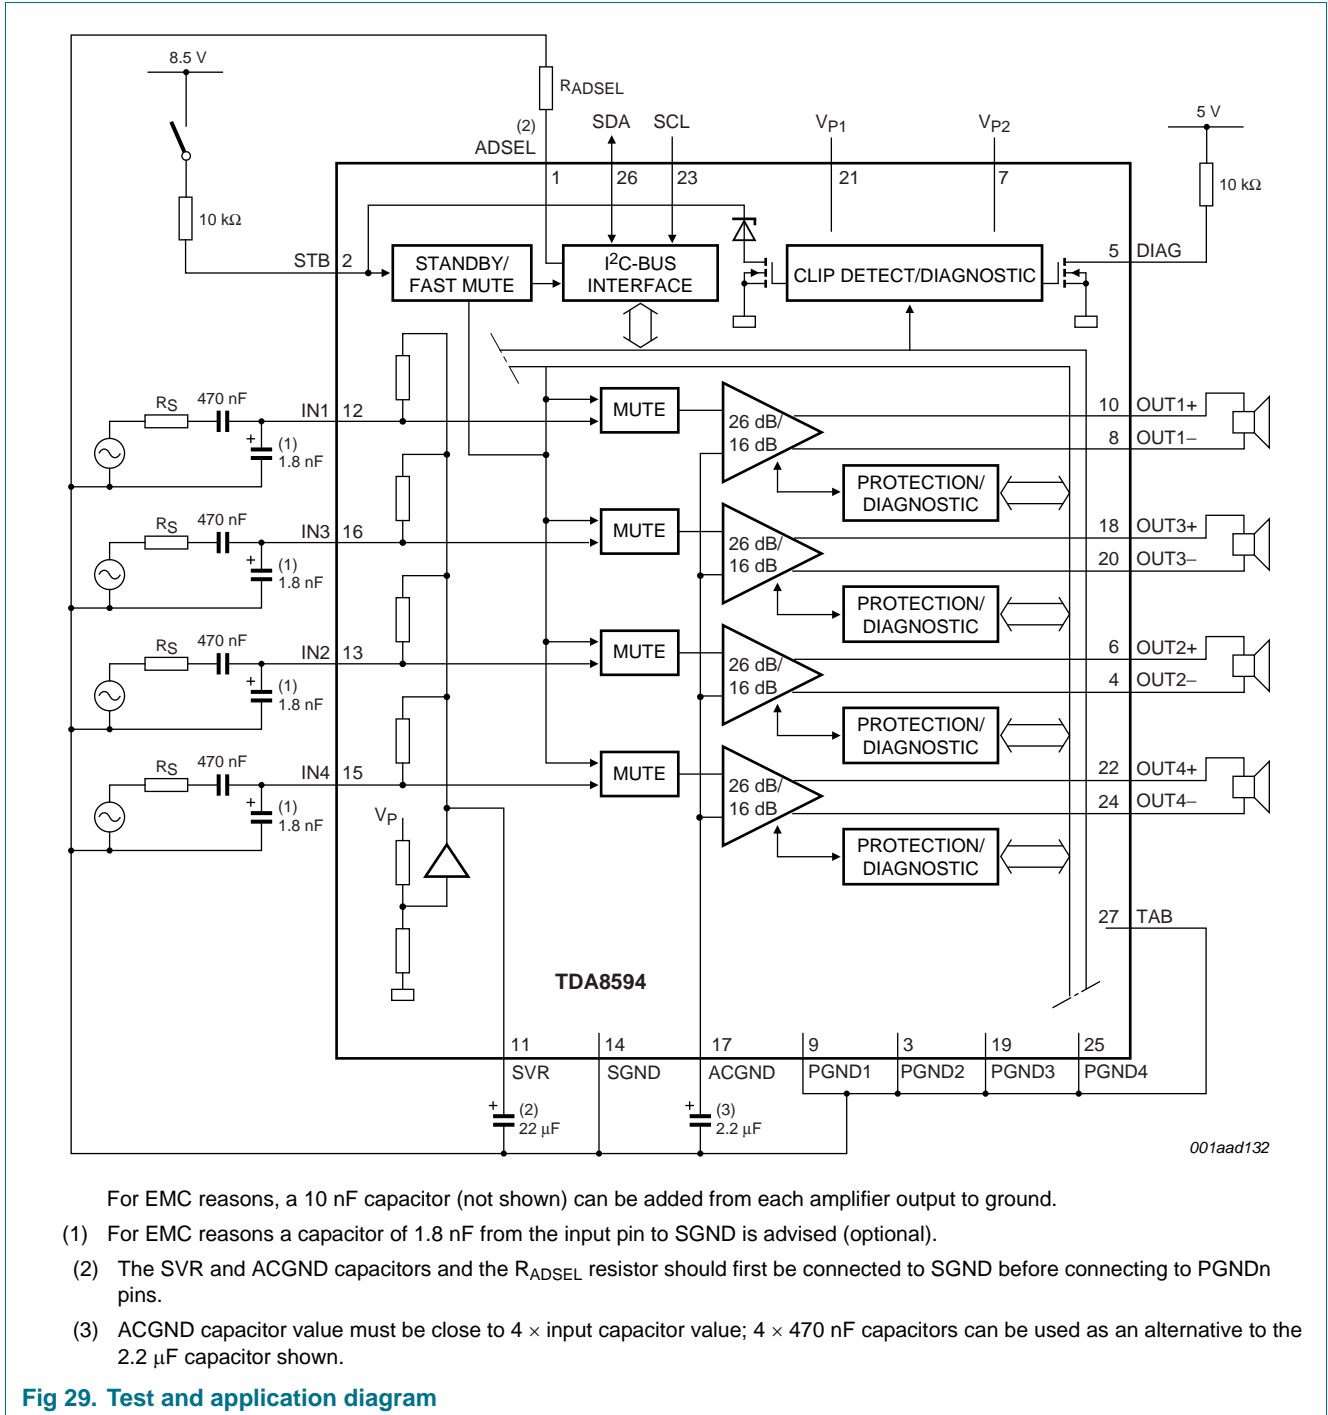 8.5 V
R_ADSEL
(2)
ADSEL
SDA
SCL
V_P1
V_P2
5 V
1
26
23
21
7
10 kΩ
10 kΩ
STB 2
STANDBY/
FAST MUTE
I²C-BUS
INTERFACE
CLIP DETECT/DIAGNOSTIC
5 DIAG
R_S
470 nF
IN1 12
+
(1)
1.8 nF
MUTE
26 dB/
16 dB
10 OUT1+
8 OUT1−
PROTECTION/
DIAGNOSTIC
R_S
470 nF
IN3 16
+
(1)
1.8 nF
MUTE
26 dB/
16 dB
18 OUT3+
20 OUT3−
PROTECTION/
DIAGNOSTIC
R_S
470 nF
IN2 13
+
(1)
1.8 nF
MUTE
26 dB/
16 dB
6 OUT2+
4 OUT2−
PROTECTION/
DIAGNOSTIC
R_S
470 nF
IN4 15
+
(1)
1.8 nF
MUTE
26 dB/
16 dB
22 OUT4+
24 OUT4−
V_P
PROTECTION/
DIAGNOSTIC
27 TAB
TDA8594
11
14
17
9
3
19
25
SVR
SGND
ACGND
PGND1
PGND2
PGND3
PGND4
+
(2)
22 μF
+
(3)
2.2 μF
001aad132
For EMC reasons, a 10 nF capacitor (not shown) can be added from each amplifier output to ground.
(1) For EMC reasons a capacitor of 1.8 nF from the input pin to SGND is advised (optional).
(2) The SVR and ACGND capacitors and the R_ADSEL resistor should first be connected to SGND before connecting to PGNDn
pins.
(3) ACGND capacitor value must be close to 4 × input capacitor value; 4 × 470 nF capacitors can be used as an alternative to the
2.2 μF capacitor shown.
Fig 29. Test and application diagram